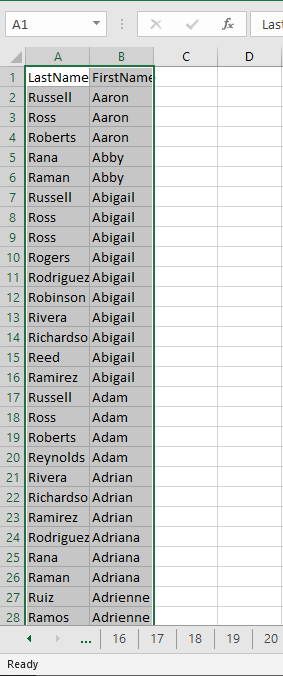 A1 fx Last
A B C D
1 LastName FirstName
2 Russell Aaron
3 Ross Aaron
4 Roberts Aaron
5 Rana Abby
6 Raman Abby
7 Russell Abigail
8 Ross Abigail
9 Ross Abigail
10 Rogers Abigail
11 Rodriguez Abigail
12 Robinson Abigail
13 Rivera Abigail
14 Richardso Abigail
15 Reed Abigail
16 Ramirez Abigail
17 Russell Adam
18 Ross Adam
19 Roberts Adam
20 Reynolds Adam
21 Rivera Adrian
22 Richardso Adrian
23 Ramirez Adrian
24 Rodriguez Adriana
25 Rana Adriana
26 Raman Adriana
27 Ruiz Adrienne
28 Ramos Adrienne
... 16 17 18 19 20
Ready